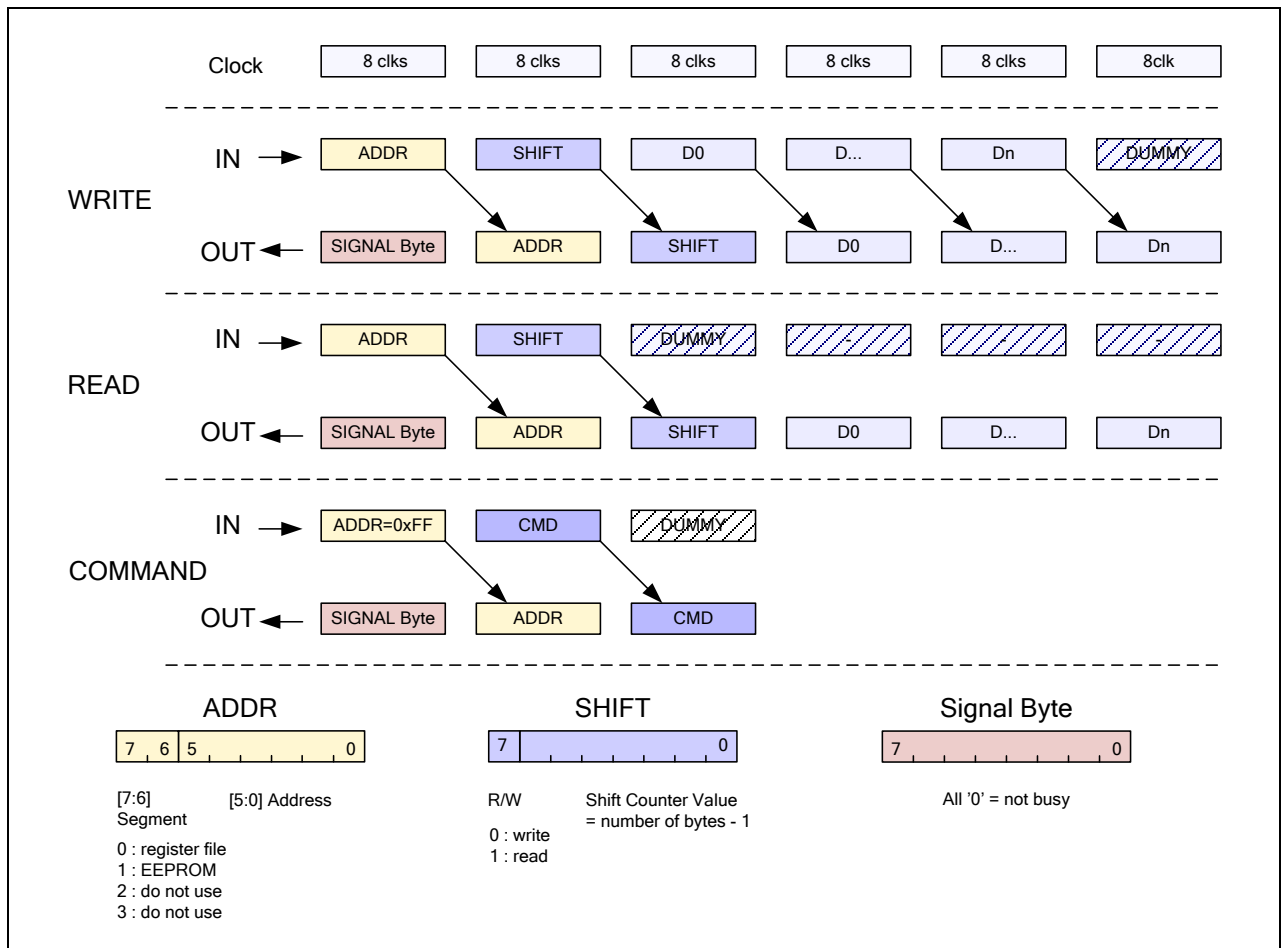 Clock 8 clks 8 clks 8 clks 8 clks 8 clks 8clk
WRITE
IN ADDR SHIFT D0 D... Dn DUMMY
OUT SIGNAL Byte ADDR SHIFT D0 D... Dn
READ
IN ADDR SHIFT DUMMY - - -
OUT SIGNAL Byte ADDR SHIFT D0 D... Dn
COMMAND
IN ADDR=0xFF CMD DUMMY
OUT SIGNAL Byte ADDR CMD
ADDR
7 6 5 0
[7:6]
Segment
[5:0] Address
0 : register file
1 : EEPROM
2 : do not use
3 : do not use
SHIFT
7 0
R/W
0 : write
1 : read
Shift Counter Value
= number of bytes - 1
Signal Byte
7 0
All '0' = not busy